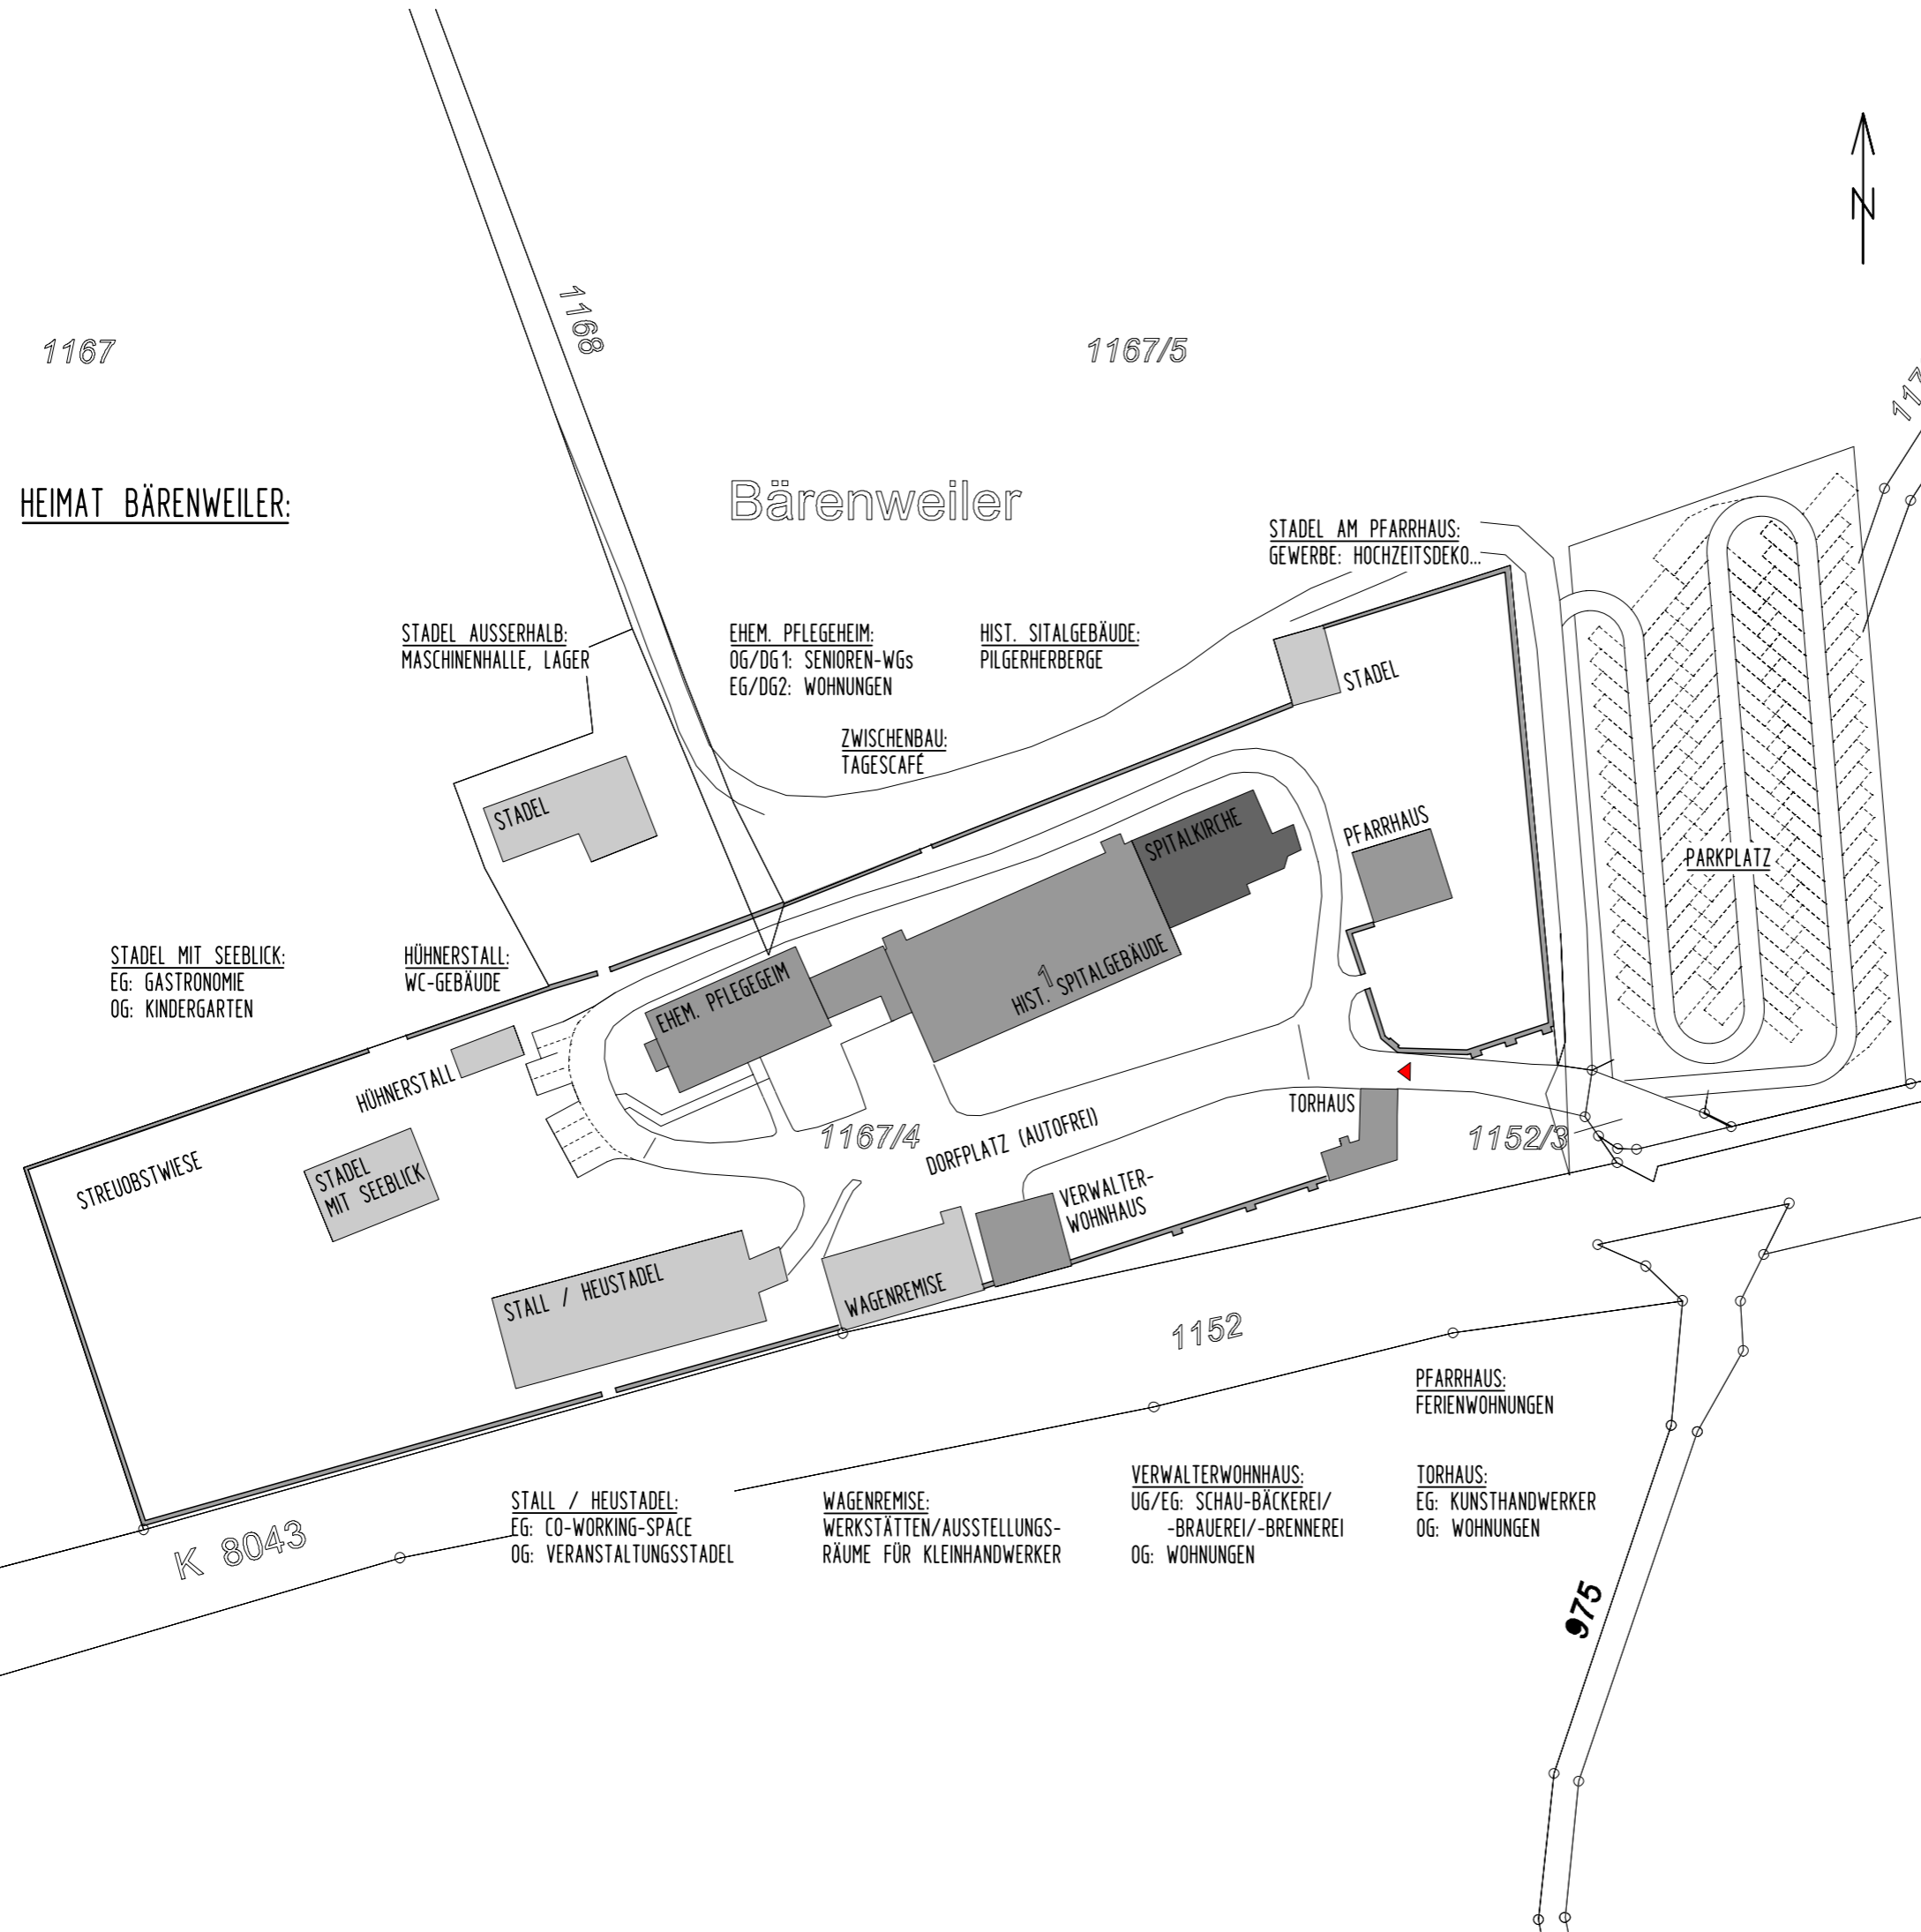 N
1168
1167
1167/5
117
HEIMAT BÄRENWEILER:
Bärenweiler
STADEL AM PFARRHAUS:
GEWERBE: HOCHZEITSDEKO...
STADEL AUSSERHALB:
MASCHINENHALLE, LAGER
EHEM. PFLEGEHEIM:
OG/DG1: SENIOREN-WGs
EG/DG2: WOHNUNGEN
HIST. SITALGEBÄUDE:
PILGERHERBERGE
STADEL
ZWISCHENBAU:
TAGESCAFÉ
STADEL
SPITALKIRCHE
PFARRHAUS
PARKPLATZ
STADEL MIT SEEBLICK:
EG: GASTRONOMIE
OG: KINDERGARTEN
HÜHNERSTALL:
WC-GEBÄUDE
EHEM. PFLEGEGEIM
1
HIST. SPITALGEBÄUDE
HÜHNERSTALL
TORHAUS
1167/4
DORFPLATZ (AUTOFREI)
1152/3
STREUOBSTWIESE
STADEL
MIT SEEBLICK
VERWALTER-
WOHNHAUS
STALL / HEUSTADEL
WAGENREMISE
1152
PFARRHAUS:
FERIENWOHNUNGEN
STALL / HEUSTADEL:
EG: CO-WORKING-SPACE
OG: VERANSTALTUNGSSTADEL
WAGENREMISE:
WERKSTÄTTEN/AUSSTELLUNGS-
RÄUME FÜR KLEINHANDWERKER
VERWALTERWOHNHAUS:
UG/EG: SCHAU-BÄCKEREI/
-BRAUEREI/-BRENNEREI
OG: WOHNUNGEN
TORHAUS:
EG: KUNSTHANDWERKER
OG: WOHNUNGEN
K 8043
975